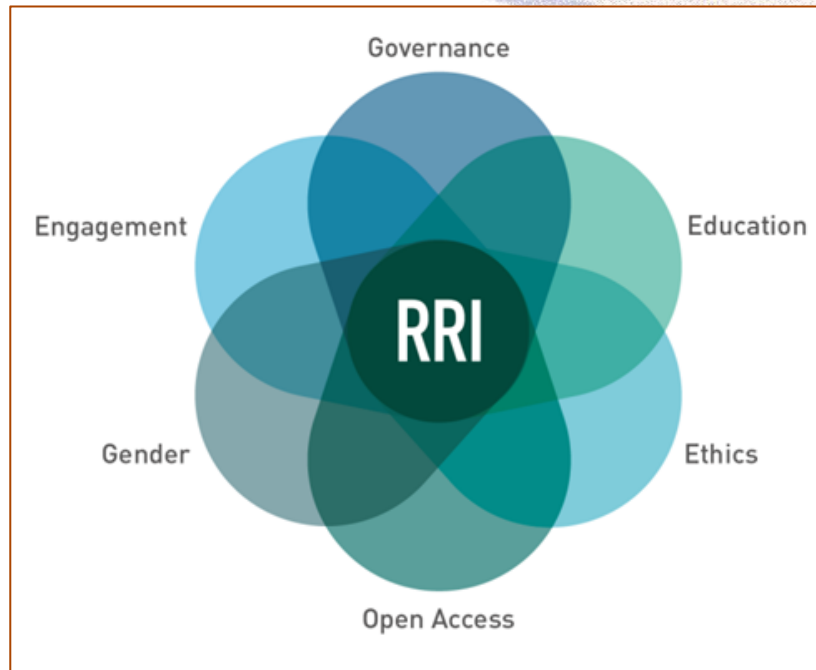 Governance
Engagement
Education
RRI
Gender
Ethics
Open Access